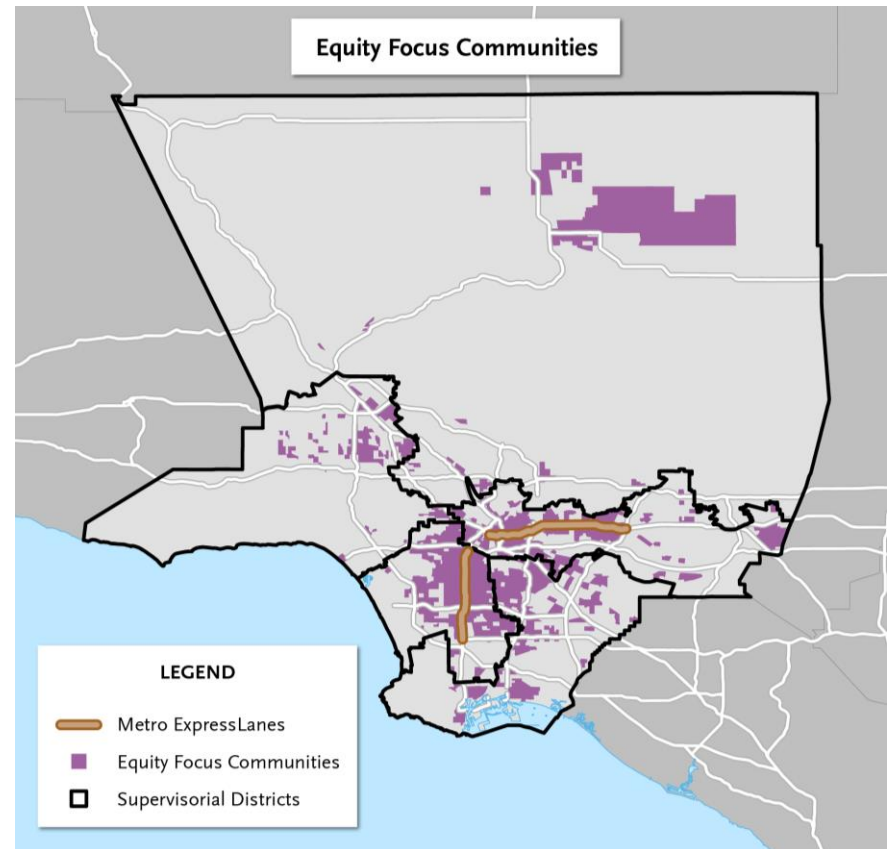 Equity Focus Communities
LEGEND
Metro ExpressLanes
Equity Focus Communities
Supervisorial Districts